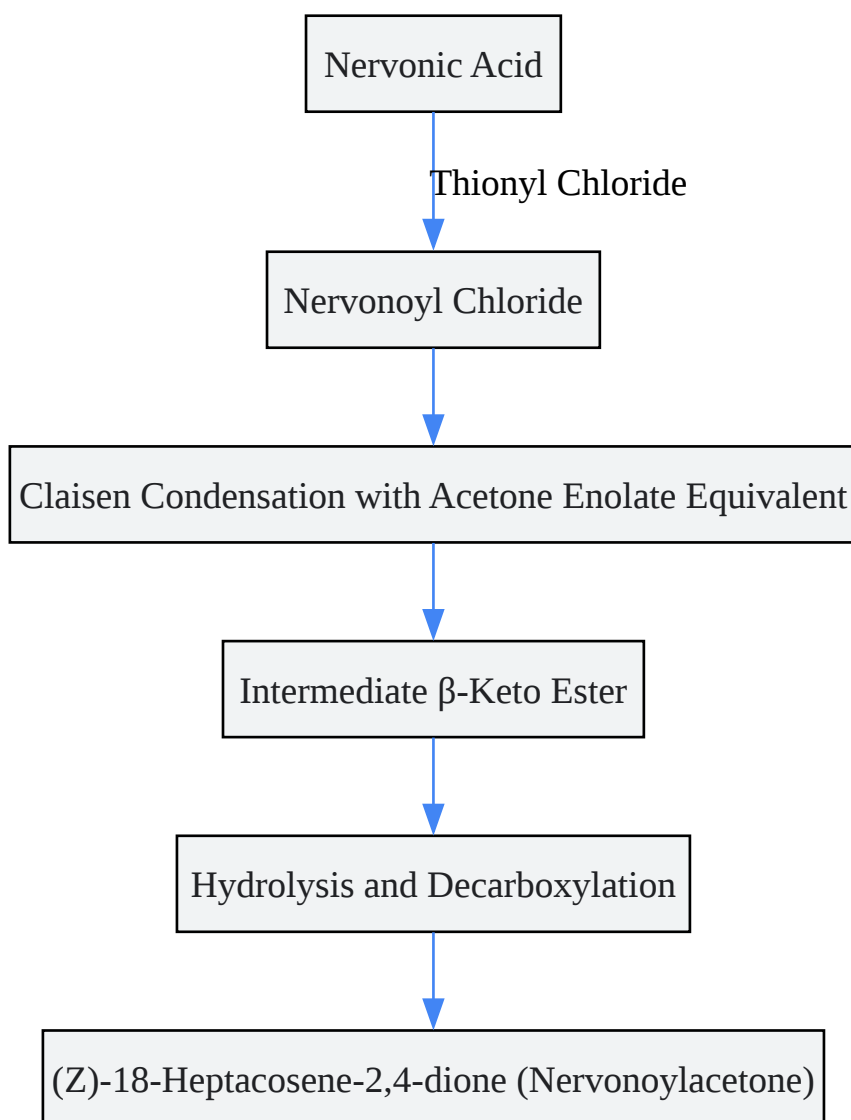 Nervonic Acid
Thionyl Chloride
Nervonoyl Chloride
Claisen Condensation with Acetone Enolate Equivalent
Intermediate β-Keto Ester
Hydrolysis and Decarboxylation
(Z)-18-Heptacosene-2,4-dione (Nervonoylacetone)